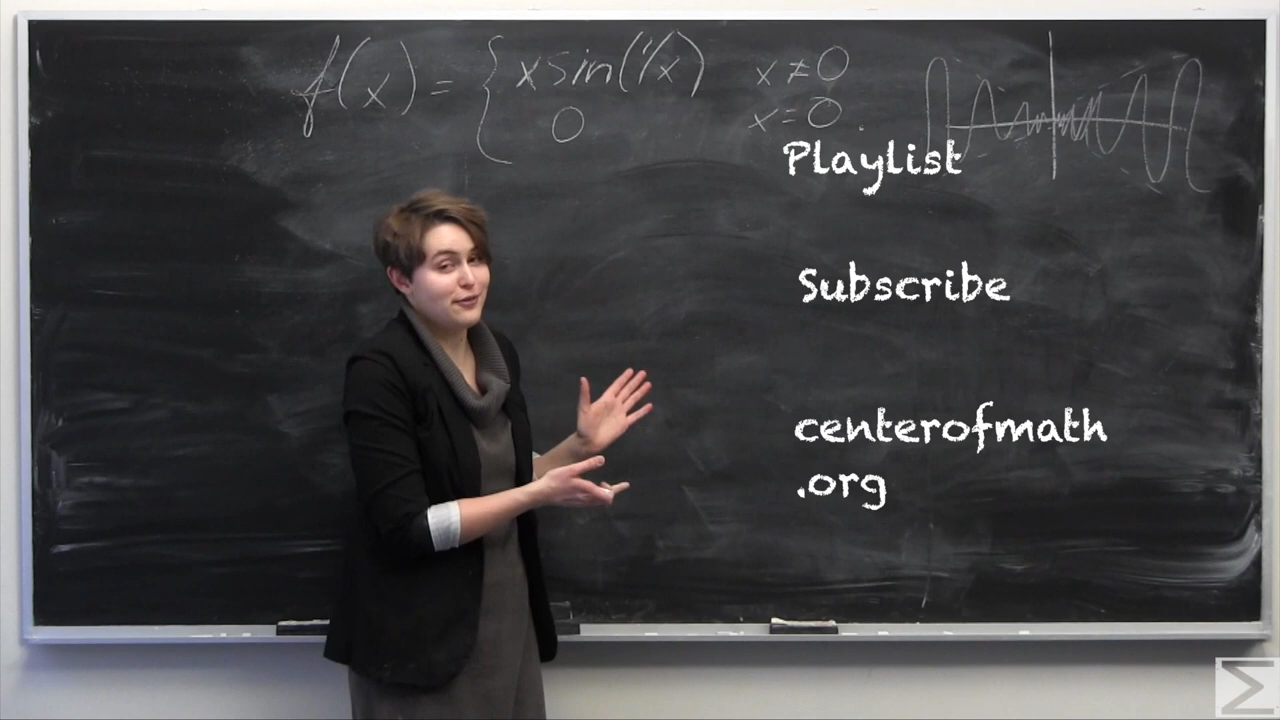 f(x) = { x sin(1/x) x ≠ 0
0 x = 0.
Playlist
Subscribe
centerofmath
.org
Σ